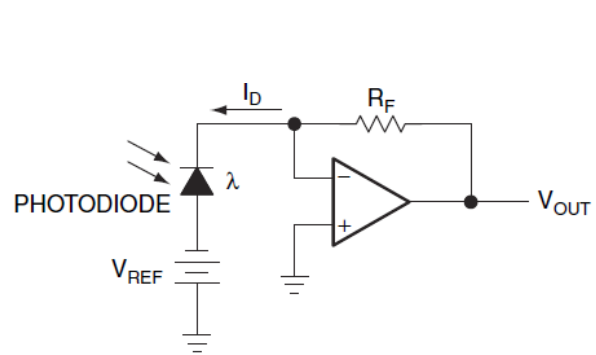 I_D
R_F
λ
PHOTODIODE
−
+
V_OUT
V_REF